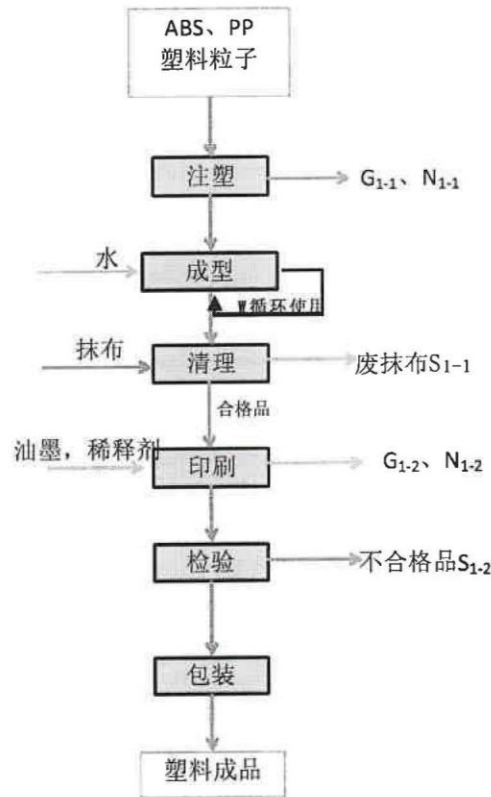 ABS、PP
塑料粒子
注塑
G₁₋₁、N₁₋₁
水
成型
W循环使用
抹布
清理
废抹布S₁₋₁
合格品
油墨，稀释剂
印刷
G₁₋₂、N₁₋₂
检验
不合格品S₁₋₂
包装
塑料成品